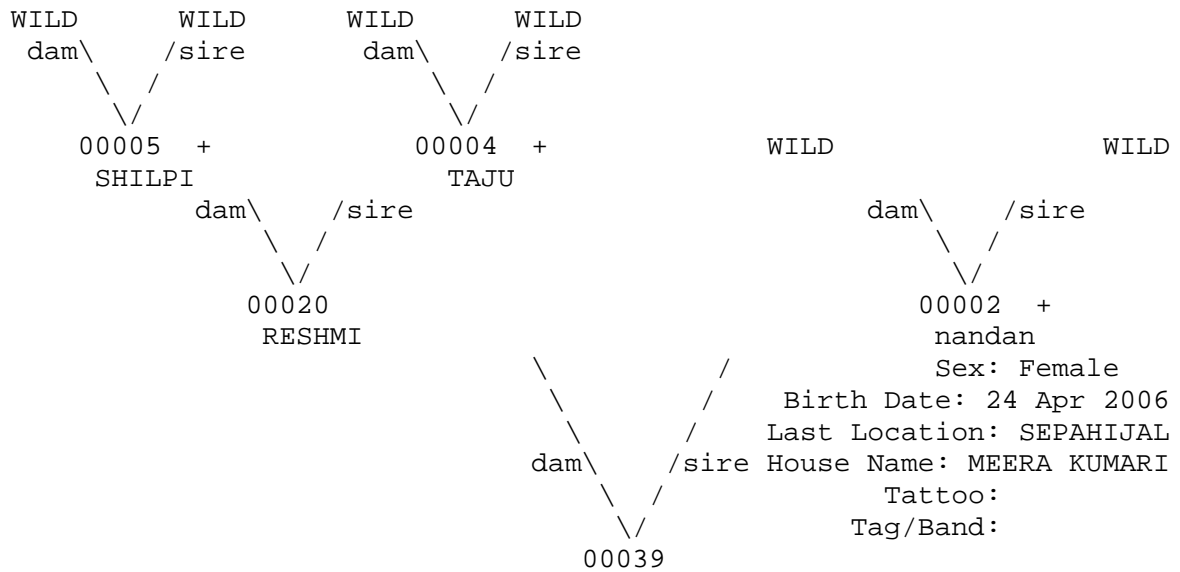 WILD WILD WILD WILD
dam\ /sire dam\ /sire
\ / \ /
\/ \/
00005 + 00004 + WILD WILD
SHILPI TAJU
dam\ /sire dam\ /sire
\ / \ /
\/ \/
00020 00002 +
RESHMI nandan
\ / Sex: Female
\ / Birth Date: 24 Apr 2006
\ / Last Location: SEPAHIJAL
dam\ /sire House Name: MEERA KUMARI
\ / Tattoo:
\/ Tag/Band:
00039